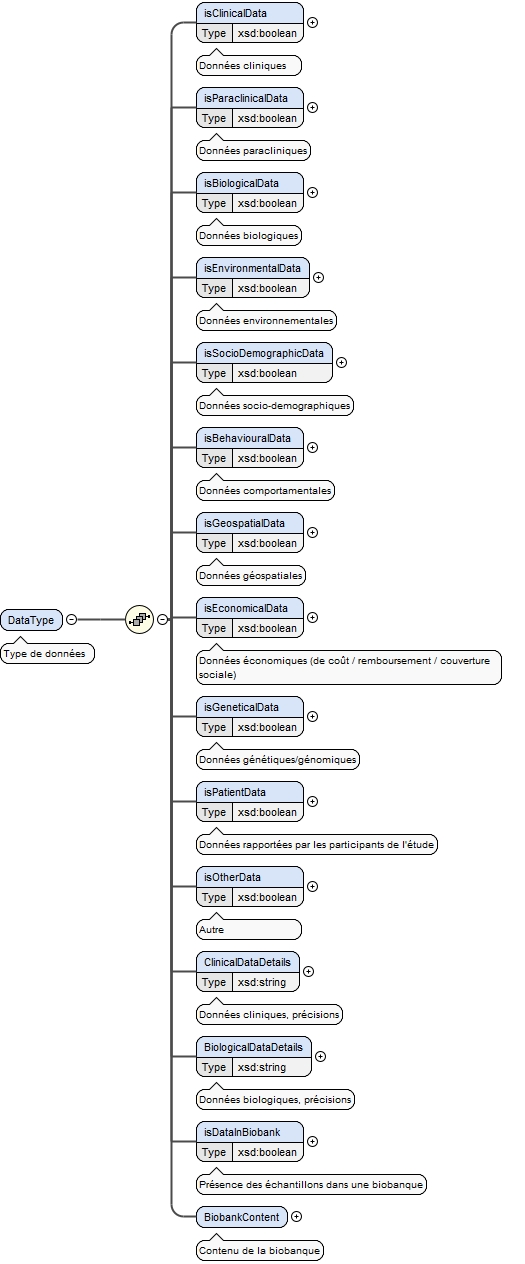 isClinicalData
Type xsd:boolean
Données cliniques
isParaclinicalData
Type xsd:boolean
Données paracliniques
isBiologicalData
Type xsd:boolean
Données biologiques
isEnvironmentalData
Type xsd:boolean
Données environnementales
isSocioDemographicData
Type xsd:boolean
Données socio-demographiques
isBehaviouralData
Type xsd:boolean
Données comportamentales
isGeospatialData
Type xsd:boolean
Données géospatiales
DataType
Type de données
isEconomicalData
Type xsd:boolean
Données économiques (de coût / remboursement / couverture
sociale)
isGeneticalData
Type xsd:boolean
Données génétiques/génomiques
isPatientData
Type xsd:boolean
Données rapportées par les participants de l'étude
isOtherData
Type xsd:boolean
Autre
ClinicalDataDetails
Type xsd:string
Données cliniques, précisions
BiologicalDataDetails
Type xsd:string
Données biologiques, précisions
isDataInBiobank
Type xsd:boolean
Présence des échantillons dans une biobanque
BiobankContent
Contenu de la biobanque